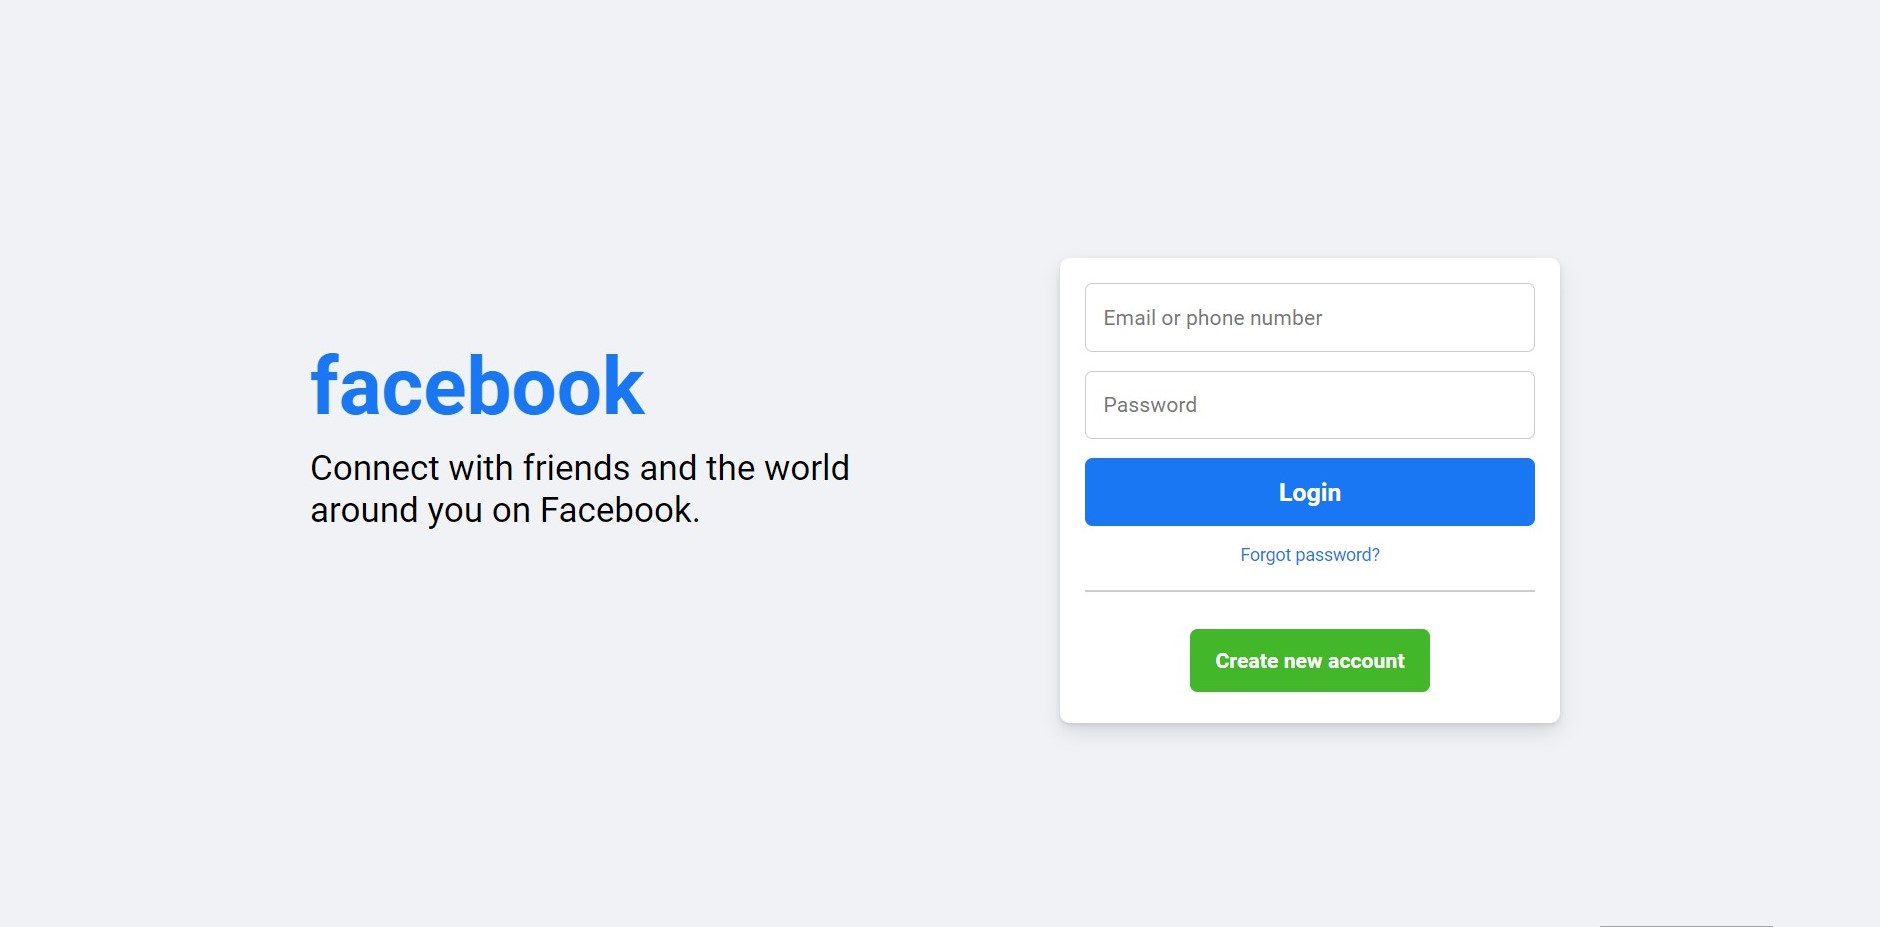 facebook
Connect with friends and the world
around you on Facebook.
Email or phone number
Password
Login
Forgot password?
Create new account